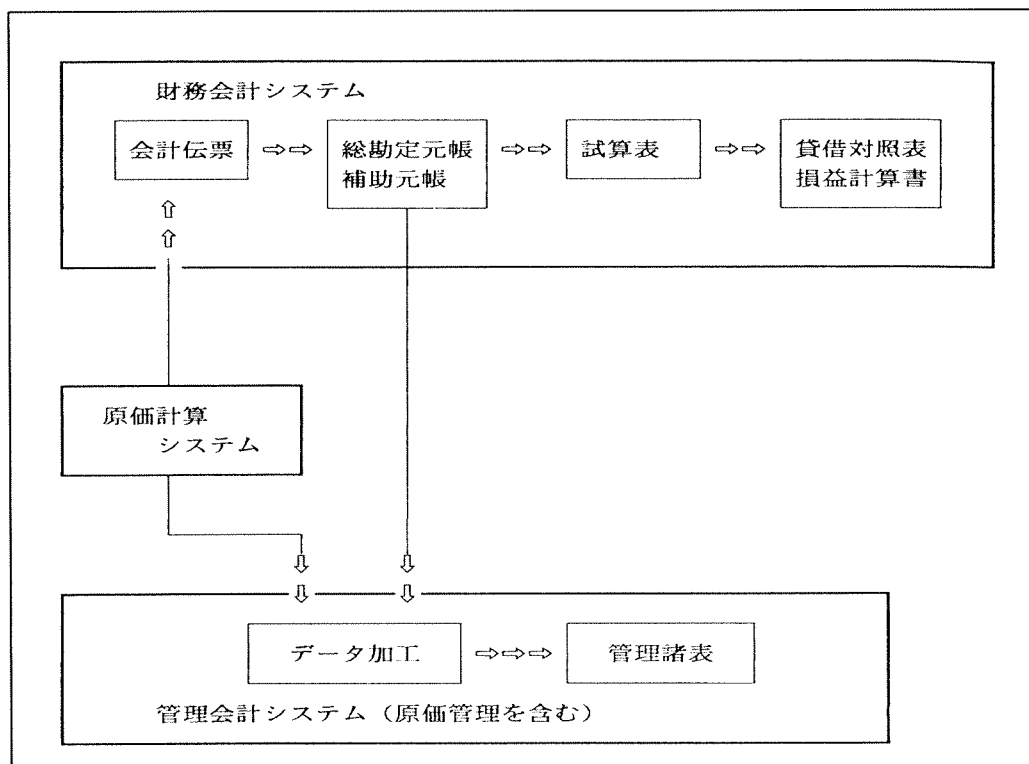 財務会計システム
会計伝票
総勘定元帳
補助元帳
試算表
貸借対照表
損益計算書
原価計算
システム
データ加工
管理諸表
管理会計システム(原価管理を含む)